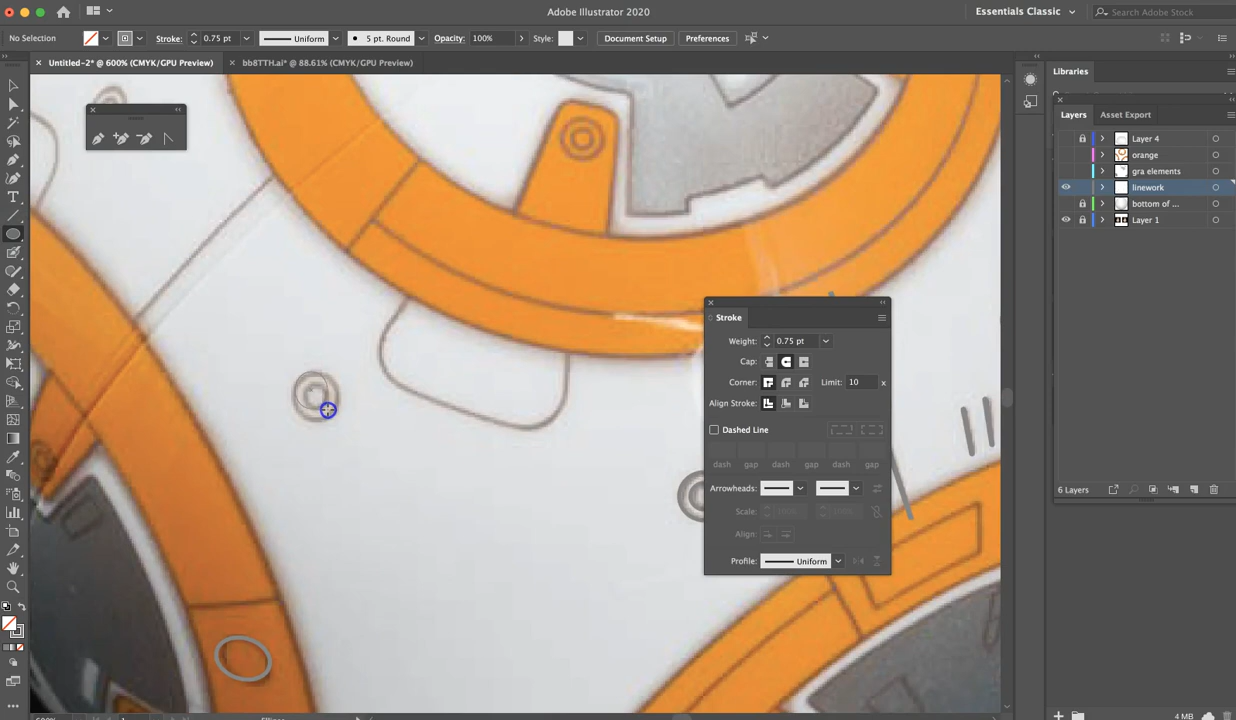 Adobe Illustrator 2020
Essentials Classic
Search Adobe Stock
No Selection
Stroke:
0.75 pt
Uniform
5 pt. Round
Opacity:
100%
Style:
Document Setup
Preferences
Untitled-2* @ 600% (CMYK/GPU Preview)
bb8TTH.ai* @ 88.61% (CMYK/GPU Preview)
Libraries
Layers
Asset Export
Layer 4
orange
gra elements
linework
bottom of ...
Layer 1
6 Layers
Stroke
Weight:
0.75 pt
Cap:
Corner:
Limit:
10
x
Align Stroke:
Dashed Line
dash gap dash gap dash gap
Arrowheads:
Scale:
Align:
Profile:
Uniform
4 MB